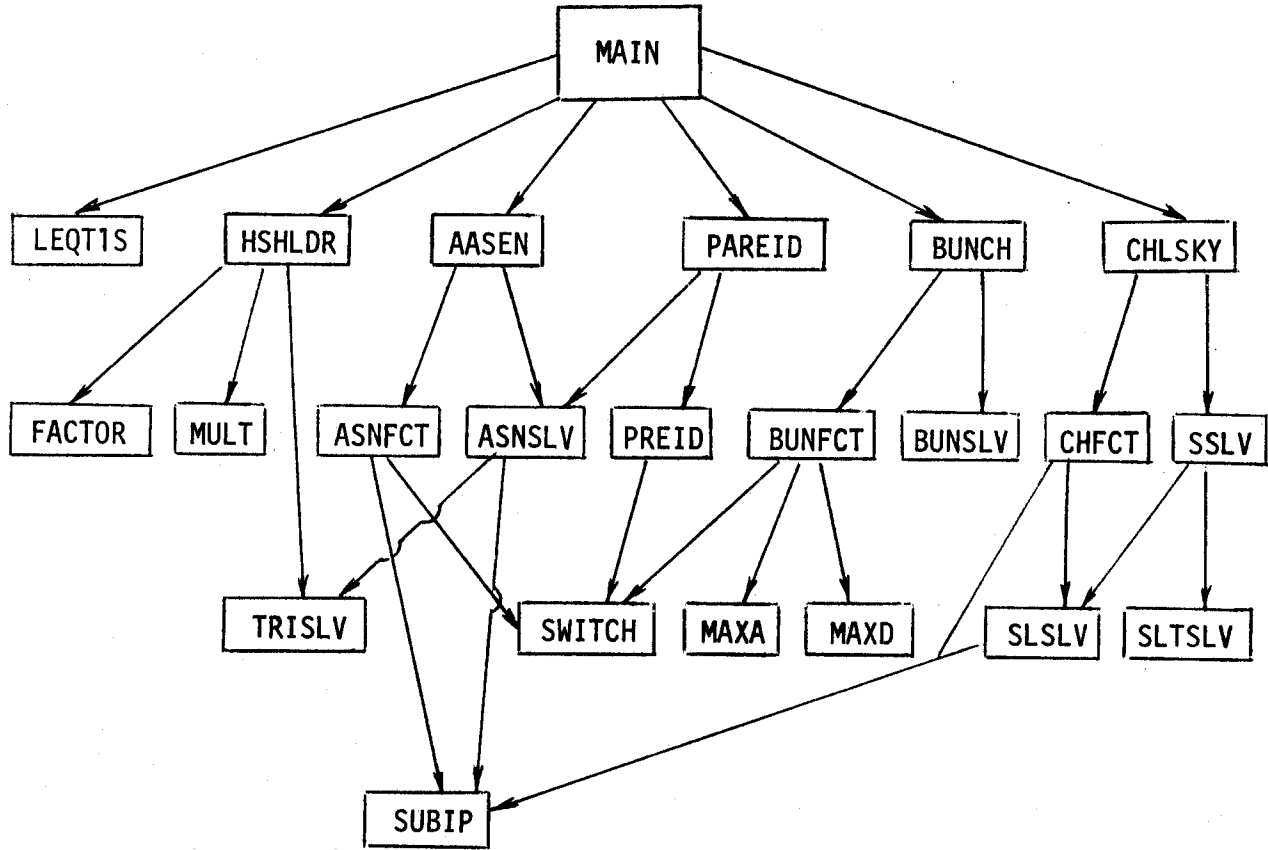 MAIN
LEQT1S
HSHLDR
AASEN
PAREID
BUNCH
CHLSKY
FACTOR
MULT
ASNFCT
ASNSLV
PREID
BUNFCT
BUNSLV
CHFCT
SSLV
TRISLV
SWITCH
MAXA
MAXD
SLSLV
SLTSLV
SUBIP